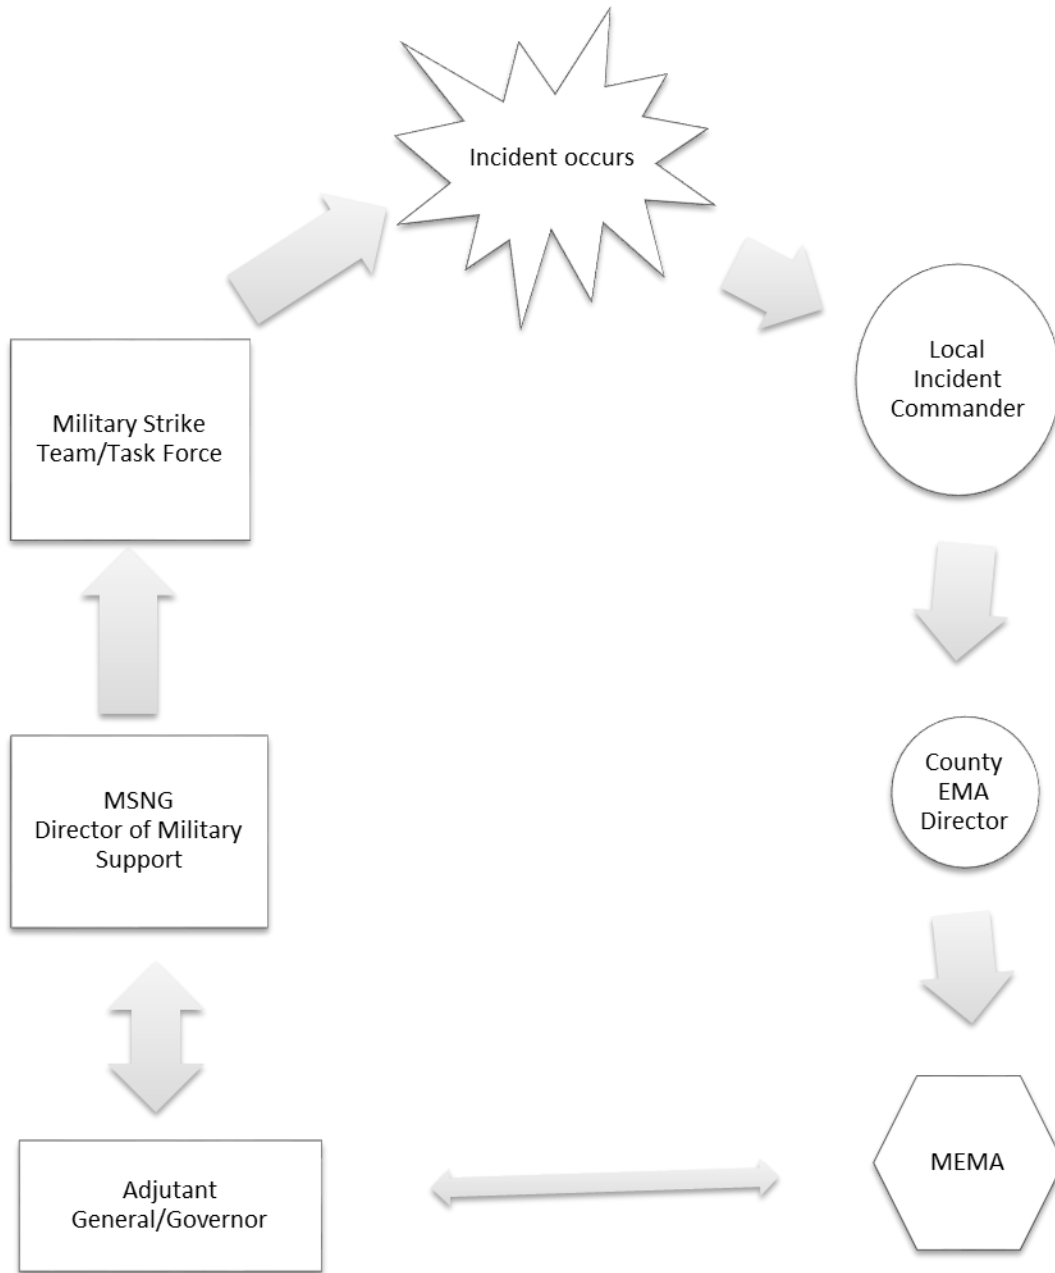 Incident occurs
Local
Incident
Commander
County
EMA
Director
MEMA
Adjutant
General/Governor
MSNG
Director of Military
Support
Military Strike
Team/Task Force